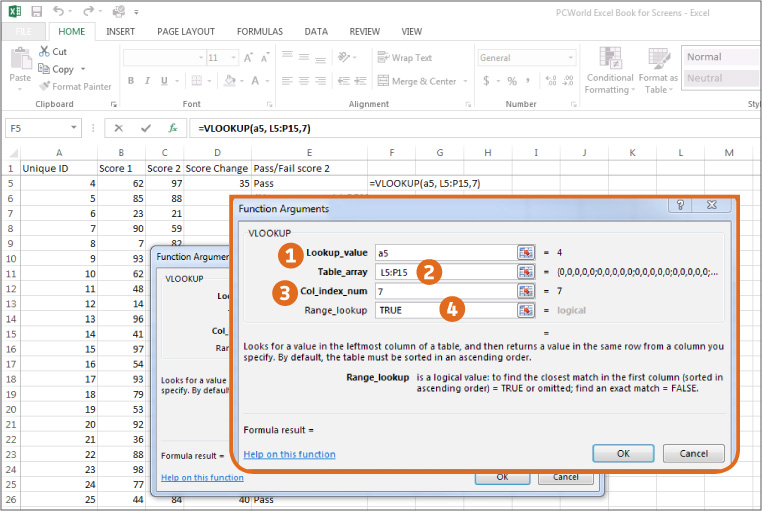 PCWorld Excel Book for Screens - Excel
FILE HOME INSERT PAGE LAYOUT FORMULAS DATA REVIEW VIEW
Paste
Cut
Copy
Format Painter
Clipboard
11
B I U
Font
Wrap Text
Merge & Center
Alignment
General
$ % ,
Number
Conditional Formatting
Format as Table
Normal
Neutral
F5 =VLOOKUP(a5, L5:P15,7)
A B C D E F G H I J K L M
1 Unique ID Score 1 Score 2 Score Change Pass/Fail score 2
5 4 62 97 35 Pass =VLOOKUP(a5, L5:P15,7)
6 5 85 88
7 6 23 21
8 7 90 59
9 8 7 82
10 9 93
11 10 62
12 11 48
13 12 14
14 13 96
15 14 41
16 15 97
17 16 54
18 17 93
19 18 79
20 19 53
21 20 92
22 21 36
23 22 88
24 23 98
25 24 77
26 25 44 84 40 Pass
Function Argumen
VLOOKUP
Loo
Col_
Ran
Looks for a value
specify. By defaul
Formula result =
Help on this function
OK Cancel
Function Arguments
VLOOKUP
1 Lookup_value a5 = 4
Table_array L5:P15 2 = {0,0,0,0,0;0,0,0,0,0;0,0,0,0,0;0,0,0,0,0;...
3 Col_index_num 7 = 7
Range_lookup TRUE 4 = logical
=
Looks for a value in the leftmost column of a table, and then returns a value in the same row from a column you
specify. By default, the table must be sorted in an ascending order.
Range_lookup is a logical value: to find the closest match in the first column (sorted in
ascending order) = TRUE or omitted; find an exact match = FALSE.
Formula result =
Help on this function
OK Cancel